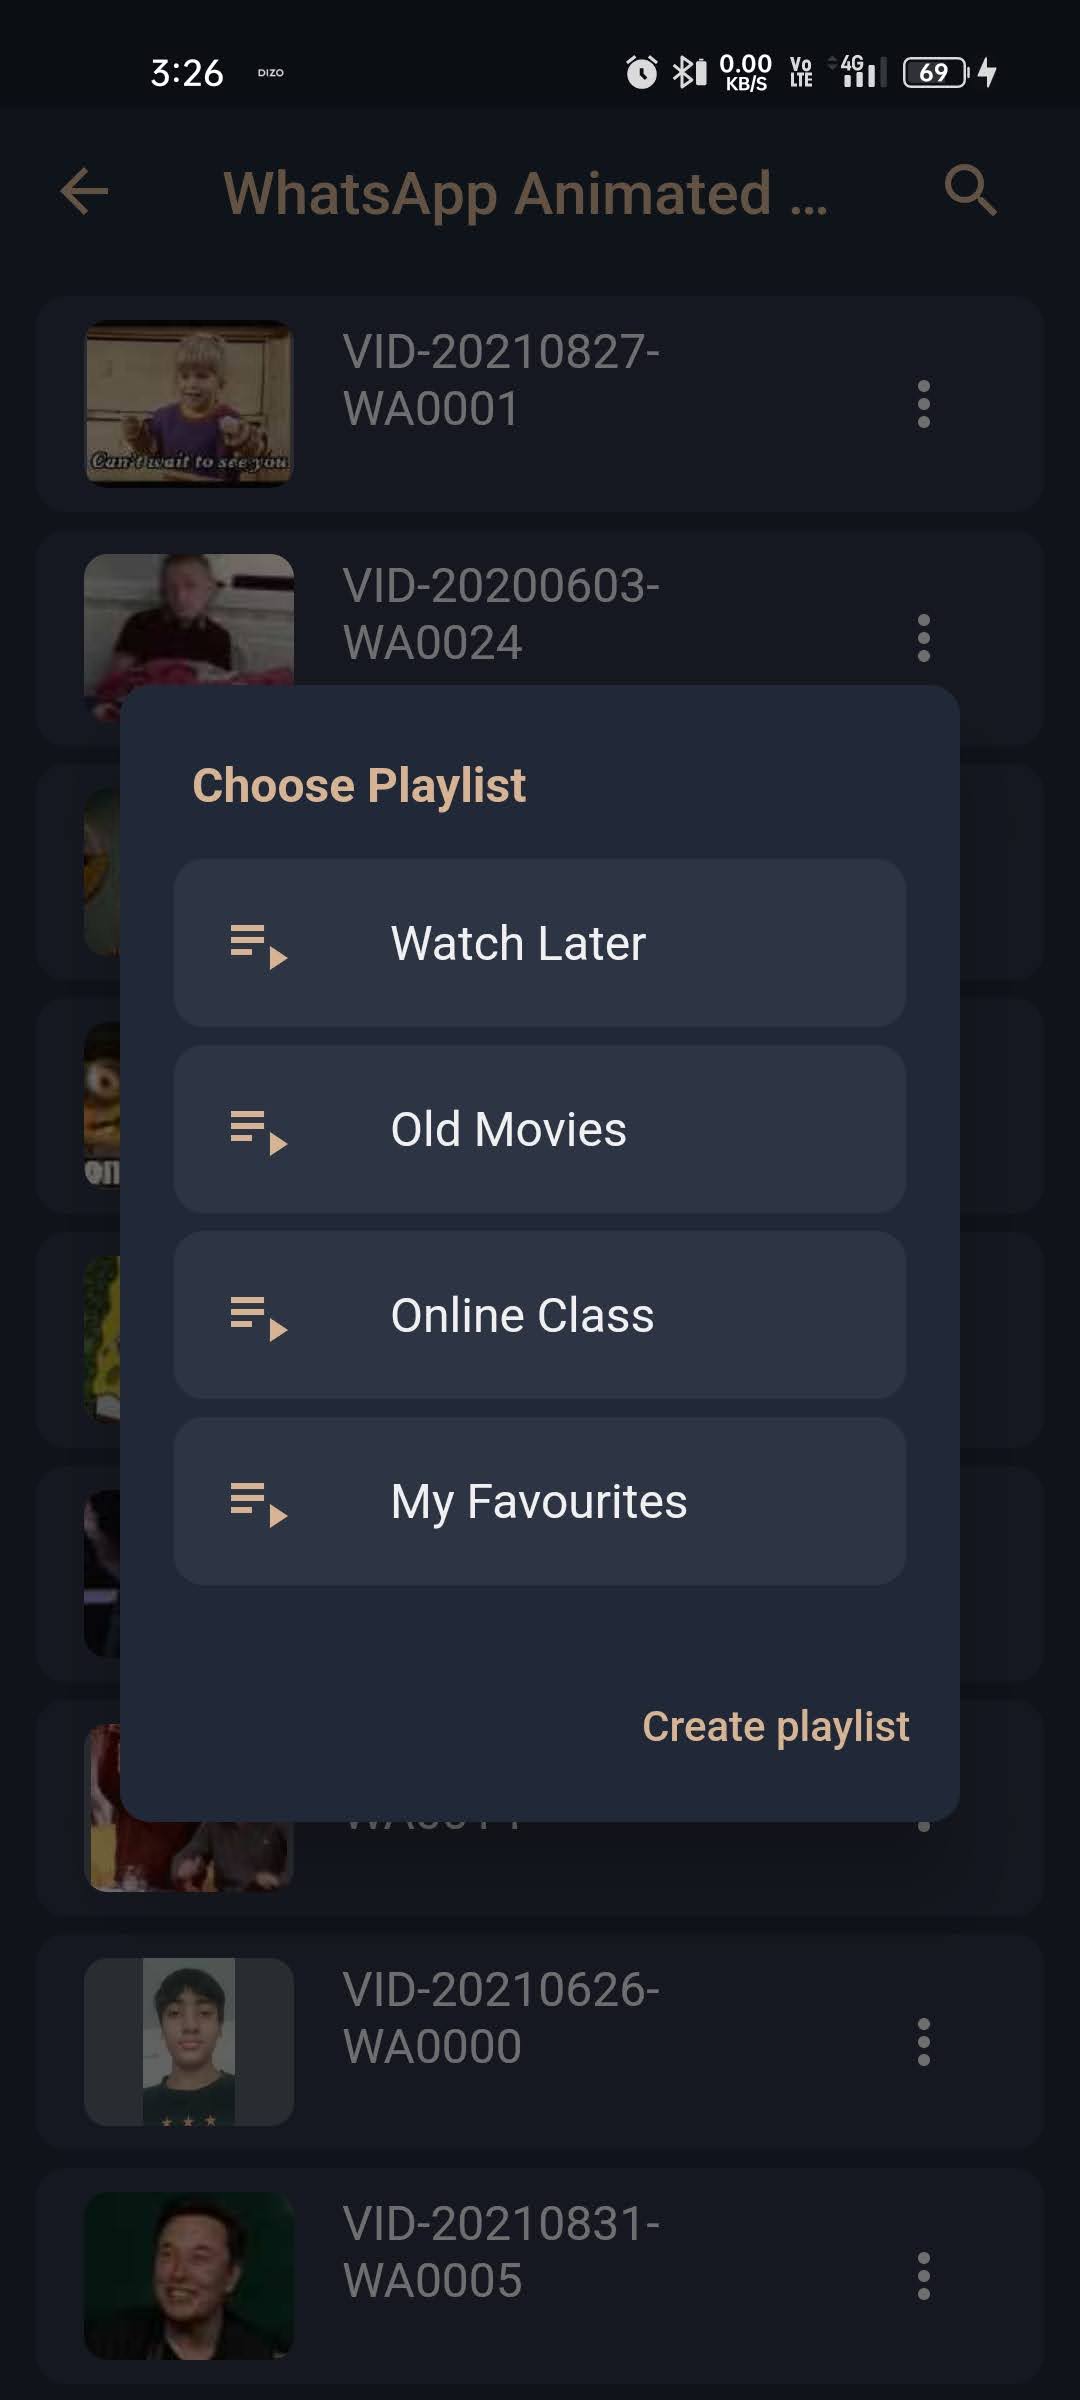 3:26 DIZO 0.00 KB/S Vo LTE 4G 69
WhatsApp Animated ...
VID-20210827-
WA0001
Can't wait to see you
VID-20200603-
WA0024
Choose Playlist
Watch Later
Old Movies
Online Class
My Favourites
Create playlist
VID-20210626-
WA0000
VID-20210831-
WA0005